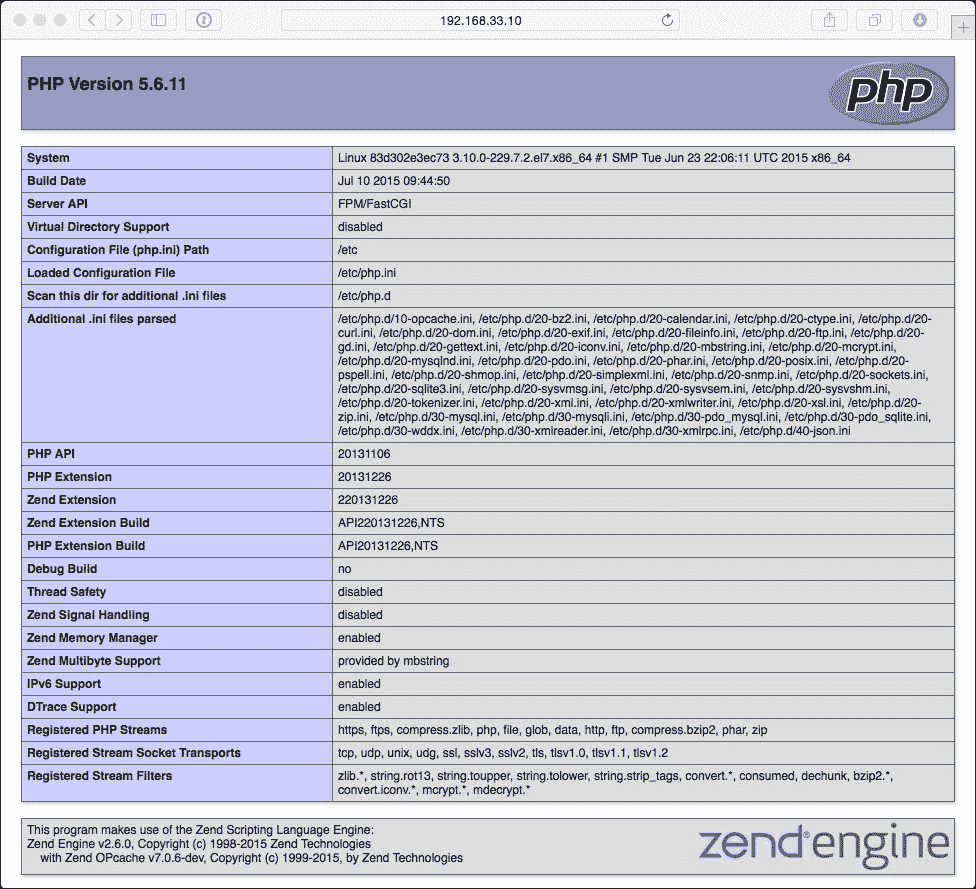 192.168.33.10
PHP Version 5.6.11
php
System Linux 83d302e3ec73 3.10.0-229.7.2.el7.x86_64 #1 SMP Tue Jun 23 22:06:11 UTC 2015 x86_64
Build Date Jul 10 2015 09:44:50
Server API FPM/FastCGI
Virtual Directory Support disabled
Configuration File (php.ini) Path /etc
Loaded Configuration File /etc/php.ini
Scan this dir for additional .ini files /etc/php.d
Additional .ini files parsed /etc/php.d/10-opcache.ini, /etc/php.d/20-bz2.ini, /etc/php.d/20-calendar.ini, /etc/php.d/20-ctype.ini, /etc/php.d/20-
curl.ini, /etc/php.d/20-dom.ini, /etc/php.d/20-exif.ini, /etc/php.d/20-fileinfo.ini, /etc/php.d/20-ftp.ini, /etc/php.d/20-
gd.ini, /etc/php.d/20-gettext.ini, /etc/php.d/20-iconv.ini, /etc/php.d/20-mbstring.ini, /etc/php.d/20-mcrypt.ini,
/etc/php.d/20-mysqlnd.ini, /etc/php.d/20-pdo.ini, /etc/php.d/20-phar.ini, /etc/php.d/20-posix.ini, /etc/php.d/20-
pspell.ini, /etc/php.d/20-shmop.ini, /etc/php.d/20-simplexml.ini, /etc/php.d/20-snmp.ini, /etc/php.d/20-sockets.ini,
/etc/php.d/20-sqlite3.ini, /etc/php.d/20-sysvmsg.ini, /etc/php.d/20-sysvsem.ini, /etc/php.d/20-sysvshm.ini,
/etc/php.d/20-tokenizer.ini, /etc/php.d/20-xml.ini, /etc/php.d/20-xmlwriter.ini, /etc/php.d/20-xsl.ini, /etc/php.d/20-
zip.ini, /etc/php.d/30-mysql.ini, /etc/php.d/30-mysqli.ini, /etc/php.d/30-pdo_mysql.ini, /etc/php.d/30-pdo_sqlite.ini,
/etc/php.d/30-wddx.ini, /etc/php.d/30-xmlreader.ini, /etc/php.d/30-xmlrpc.ini, /etc/php.d/40-json.ini
PHP API 20131106
PHP Extension 20131226
Zend Extension 220131226
Zend Extension Build API220131226,NTS
PHP Extension Build API20131226,NTS
Debug Build no
Thread Safety disabled
Zend Signal Handling disabled
Zend Memory Manager enabled
Zend Multibyte Support provided by mbstring
IPv6 Support enabled
DTrace Support enabled
Registered PHP Streams https, ftps, compress.zlib, php, file, glob, data, http, ftp, compress.bzip2, phar, zip
Registered Stream Socket Transports tcp, udp, unix, udg, ssl, sslv3, sslv2, tls, tlsv1.0, tlsv1.1, tlsv1.2
Registered Stream Filters zlib.*, string.rot13, string.toupper, string.tolower, string.strip_tags, convert.*, consumed, dechunk, bzip2.*,
convert.iconv.*, mcrypt.*, mdecrypt.*
This program makes use of the Zend Scripting Language Engine:
Zend Engine v2.6.0, Copyright (c) 1998-2015 Zend Technologies
with Zend OPcache v7.0.6-dev, Copyright (c) 1999-2015, by Zend Technologies
zend® engine